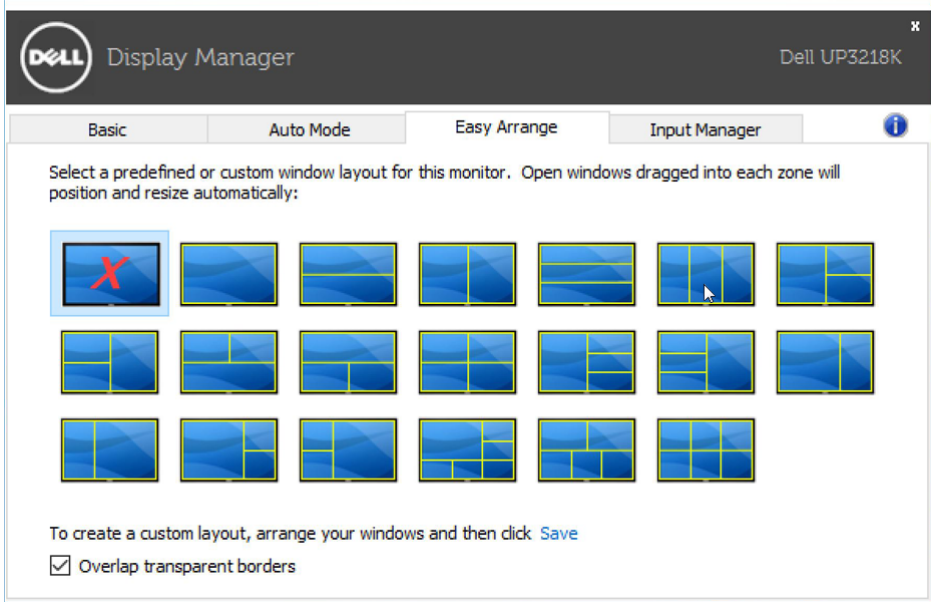 x
DELL Display Manager Dell UP3218K
Basic Auto Mode Easy Arrange Input Manager i
Select a predefined or custom window layout for this monitor. Open windows dragged into each zone will
position and resize automatically:
X
To create a custom layout, arrange your windows and then click Save
Overlap transparent borders